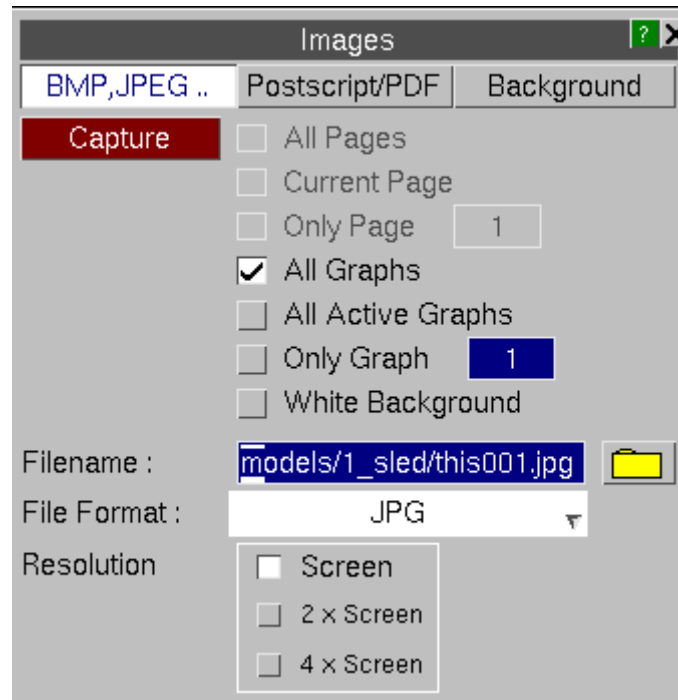 Images ? X
BMP,JPEG .. Postscript/PDF Background
Capture All Pages
Current Page
Only Page 1
All Graphs
All Active Graphs
Only Graph 1
White Background
Filename : models/1_sled/this001.jpg
File Format : JPG
Resolution Screen
2 x Screen
4 x Screen